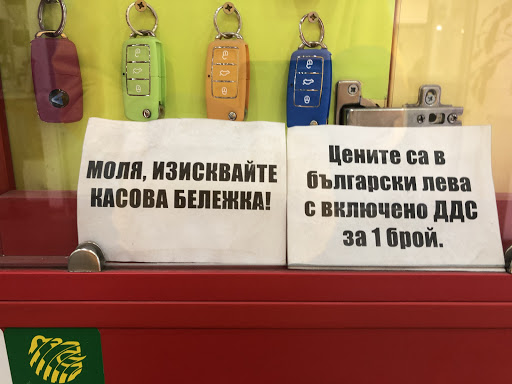 МОЛЯ, ИЗИСКВАЙТЕ
КАСОВА БЕЛЕЖКА!
Цените са в
български лева
с включено ДДС
за 1 брой.